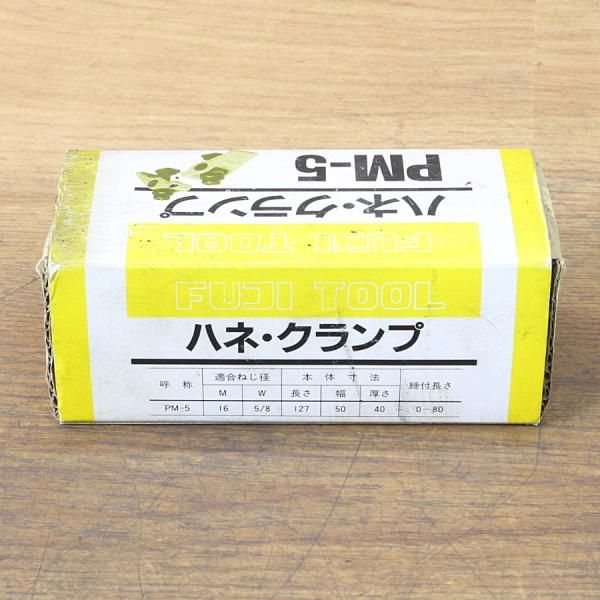 PM-5
ハネ・クランプ
FUJI TOOL
FUJI TOOL
ハネ・クランプ
呼称 適合ねじ径 本体寸法 締付長さ
M W 長さ 幅 厚さ
PM-5 16 5/8 127 50 40 0~80